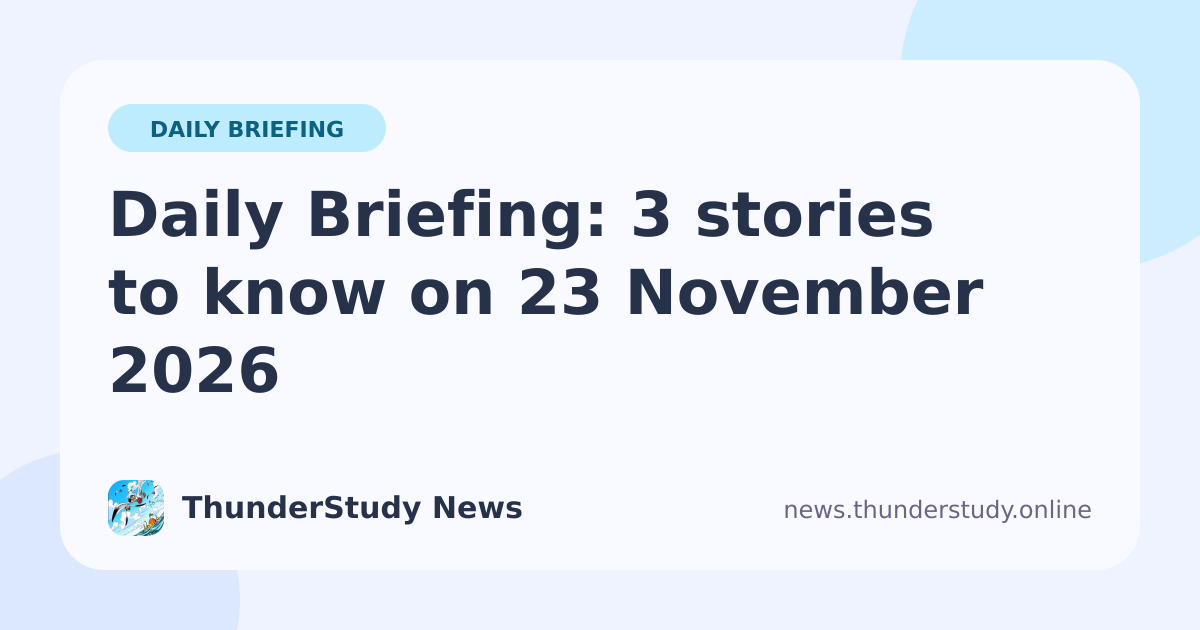 DAILY BRIEFING
Daily Briefing: 3 stories
to know on 23 November
2026
ThunderStudy News
news.thunderstudy.online